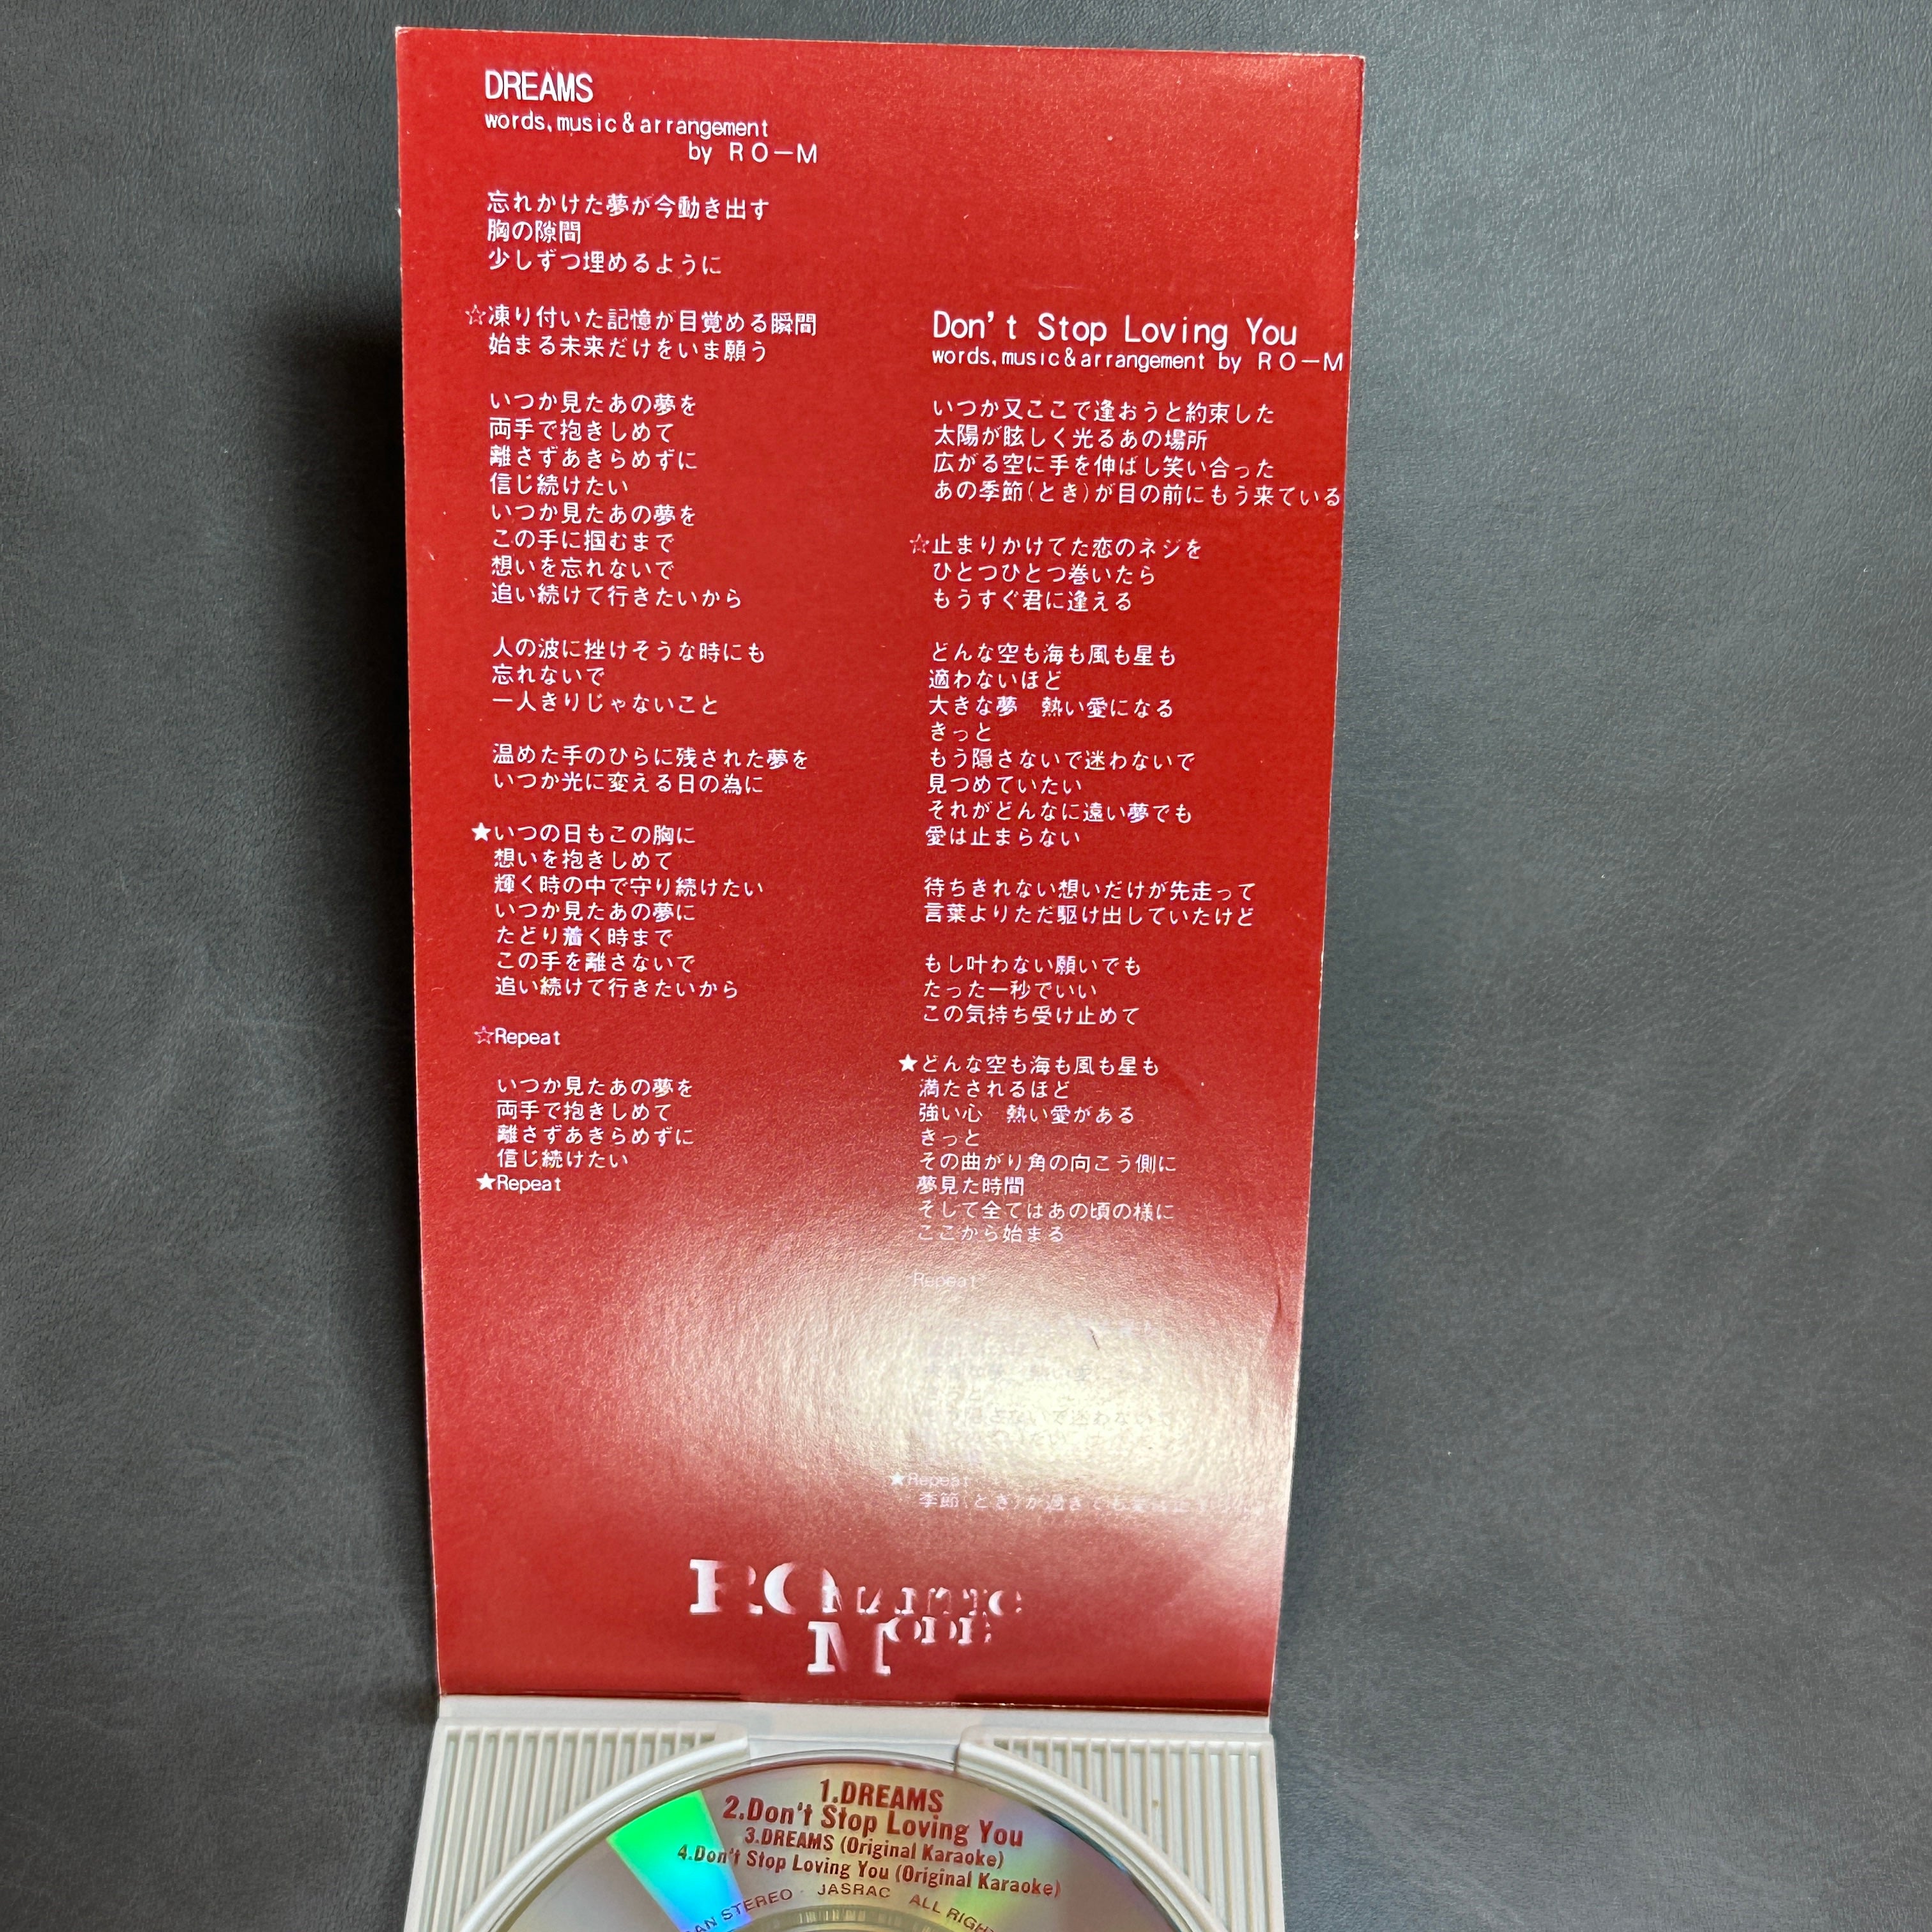 DREAMS
words,music&arrangement
by RO-M
忘れかけた夢が今動き出す
胸の隙間
少しずつ埋めるように
☆凍り付いた記憶が目覚める瞬間
始まる未来だけをいま願う
いつか見たあの夢を
両手で抱きしめて
離さずあきらめずに
信じ続けたい
いつか見たあの夢を
この手に掴むまで
想いを忘れないで
追い続けて行きたいから
人の波に挫けそうな時にも
忘れないで
一人きりじゃないこと
温めた手のひらに残された夢を
いつか光に変える日の為に
★いつの日もこの胸に
想いを抱きしめて
輝く時の中で守り続けたい
いつか見たあの夢に
たどり着く時まで
この手を離さないで
追い続けて行きたいから
☆Repeat
いつか見たあの夢を
両手で抱きしめて
離さずあきらめずに
信じ続けたい
★Repeat
Don't Stop Loving You
words,music&arrangement by RO-M
いつか又ここで逢おうと約束した
太陽が眩しく光るあの場所
広がる空に手を伸ばし笑い合った
あの季節(とき)が目の前にもう来ている
☆止まりかけてた恋のネジを
ひとつひとつ巻いたら
もうすぐ君に逢える
どんな空も海も風も星も
適わないほど
大きな夢　熱い愛になる
きっと
もう隠さないで迷わないで
見つめていたい
それがどんなに遠い夢でも
愛は止まらない
待ちきれない想いだけが先走って
言葉よりただ駆け出していたけど
もし叶わない願いでも
たった一秒でいい
この気持ち受け止めて
★どんな空も海も風も星も
満たされるほど
強い心　熱い愛がある
きっと
その曲がり角の向こう側に
夢見た時間
そして全てはあの頃の様に
ここから始まる
Repeat
★Repeat
季節(とき)が過ぎても
ROMANTIC
MODE
1.DREAMS
2.Don't Stop Loving You
3.DREAMS (Original Karaoke)
4.Don't Stop Loving You (Original Karaoke)
STEREO · JASRAC ALL